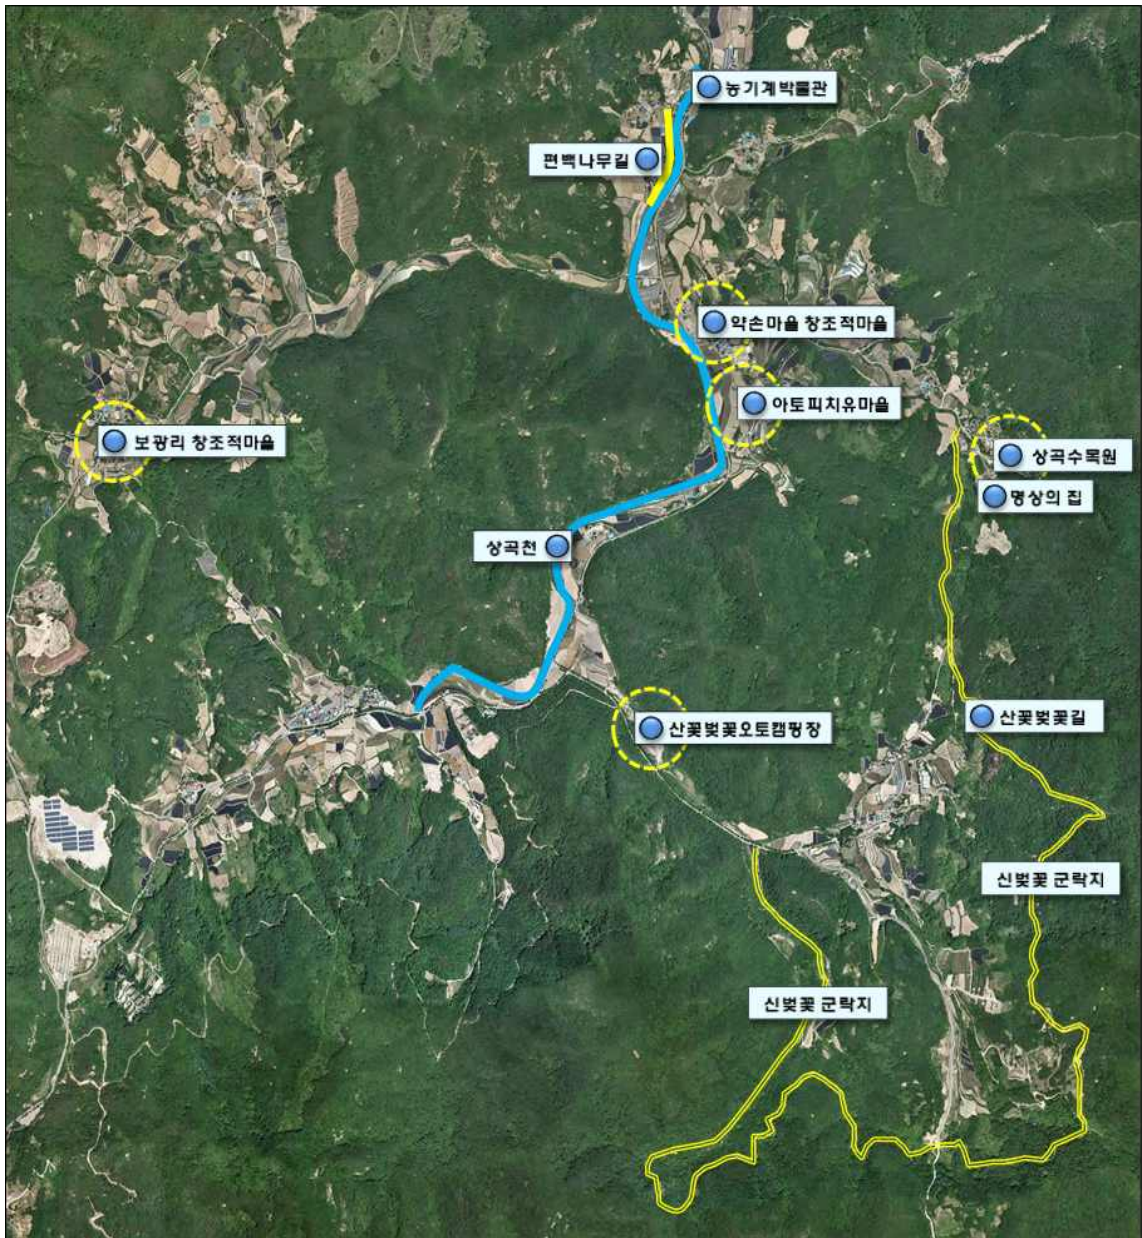 농기계박물관
편백나무길
약손마을 창조적마을
아토피치유마을
보광리 창조적마을
상곡수목원
명상의 집
상곡천
산꽃벚꽃길
산꽃벚꽃오토캠핑장
신벚꽃 군락지
신벚꽃 군락지